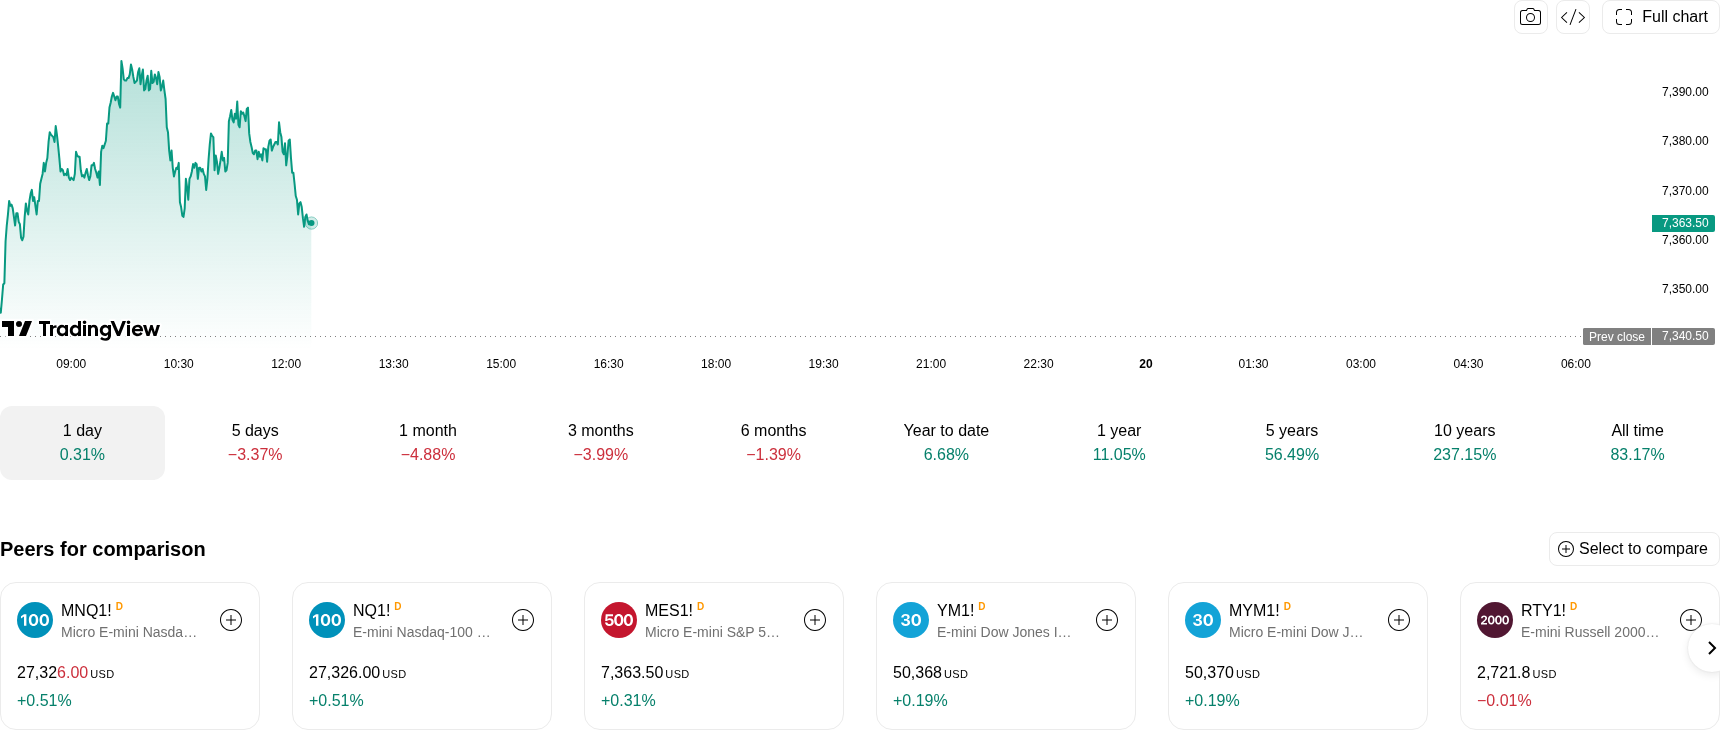 Full chart
7,390.00
7,380.00
7,370.00
7,363.50
7,360.00
7,350.00
TradingView
Prev close 7,340.50
09:00 10:30 12:00 13:30 15:00 16:30 18:00 19:30 21:00 22:30 20 01:30 03:00 04:30 06:00
1 day 5 days 1 month 3 months 6 months Year to date 1 year 5 years 10 years All time
0.31% −3.37% −4.88% −3.99% −1.39% 6.68% 11.05% 56.49% 237.15% 83.17%
Peers for comparison
Select to compare
100 MNQ1! D
Micro E-mini Nasda…
27,326.00 USD
+0.51%
100 NQ1! D
E-mini Nasdaq-100 …
27,326.00 USD
+0.51%
500 MES1! D
Micro E-mini S&P 5…
7,363.50 USD
+0.31%
30 YM1! D
E-mini Dow Jones I…
50,368 USD
+0.19%
30 MYM1! D
Micro E-mini Dow J…
50,370 USD
+0.19%
2000 RTY1! D
E-mini Russell 2000…
2,721.8 USD
−0.01%